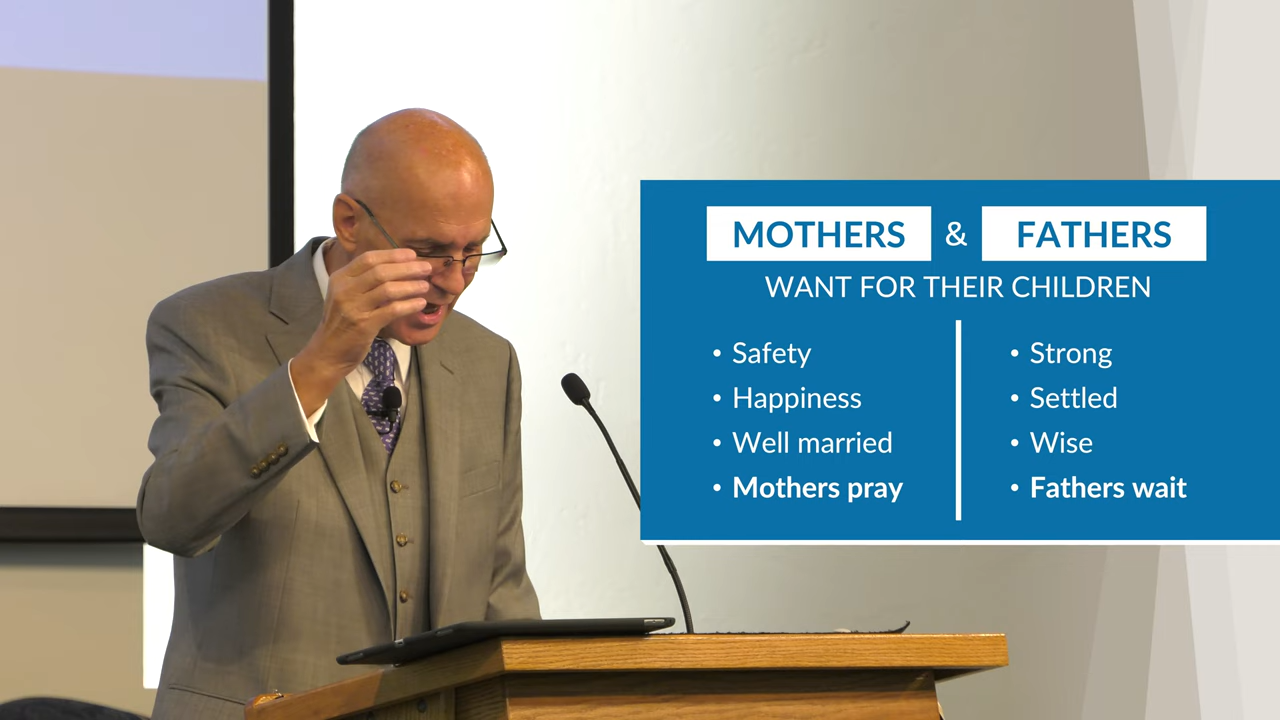 MOTHERS & FATHERS
WANT FOR THEIR CHILDREN
• Safety
• Happiness
• Well married
• Mothers pray
• Strong
• Settled
• Wise
• Fathers wait